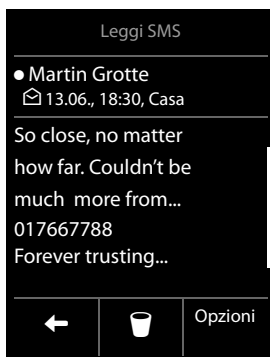 Leggi SMS
Martin Grotte
13.06., 18:30, Casa
So close, no matter
how far. Couldn't be
much more from...
017667788
Forever trusting...
Opzioni